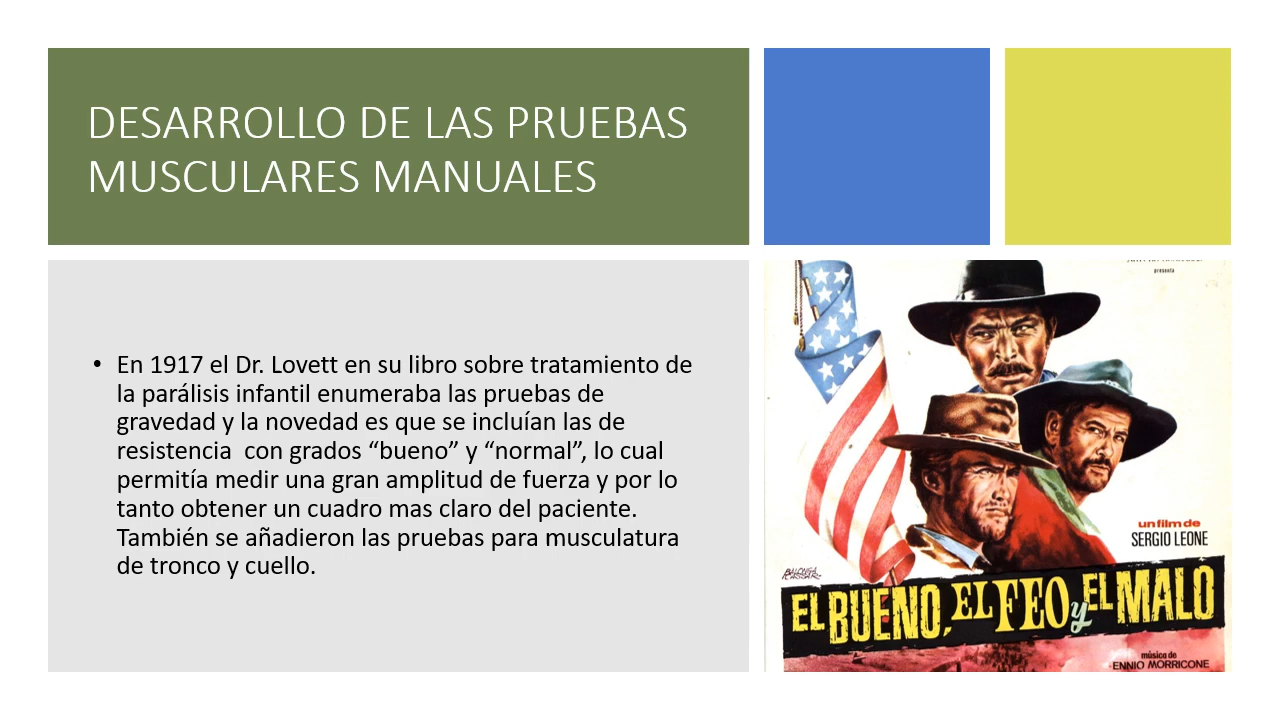 DESARROLLO DE LAS PRUEBAS
MUSCULARES MANUALES
• En 1917 el Dr. Lovett en su libro sobre tratamiento de
la parálisis infantil enumeraba las pruebas de
gravedad y la novedad es que se incluían las de
resistencia  con grados “bueno” y “normal”, lo cual
permitía medir una gran amplitud de fuerza y por lo
tanto obtener un cuadro mas claro del paciente.
También se añadieron las pruebas para musculatura
de tronco y cuello.
presenta
un film de
SERGIO LEONE
EL BUENO, EL FEO y EL MALO
música de
ENNIO MORRICONE